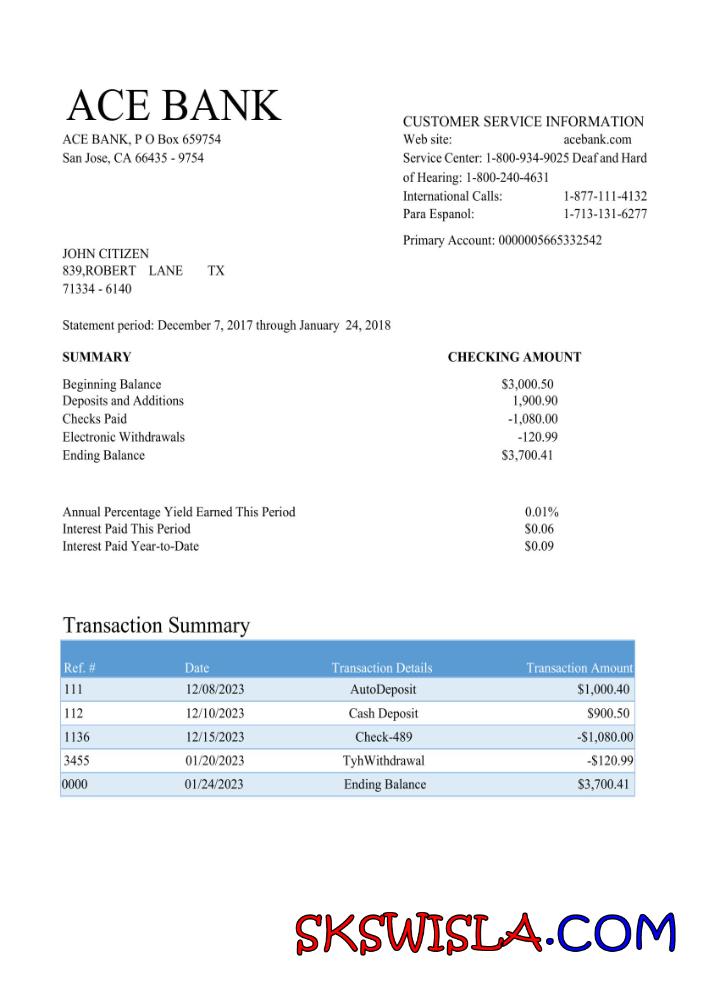 ACE BANK
ACE BANK, P O Box 659754
San Jose, CA 66435 - 9754
CUSTOMER SERVICE INFORMATION
Web site: acebank.com
Service Center: 1-800-934-9025 Deaf and Hard
of Hearing: 1-800-240-4631
International Calls: 1-877-111-4132
Para Espanol: 1-713-131-6277
Primary Account: 0000005665332542
JOHN CITIZEN
839,ROBERT LANE TX
71334 - 6140
Statement period: December 7, 2017 through January 24, 2018
SUMMARY CHECKING AMOUNT
Beginning Balance $3,000.50
Deposits and Additions 1,900.90
Checks Paid -1,080.00
Electronic Withdrawals -120.99
Ending Balance $3,700.41
Annual Percentage Yield Earned This Period 0.01%
Interest Paid This Period $0.06
Interest Paid Year-to-Date $0.09
Transaction Summary
Ref. # Date Transaction Details Transaction Amount
111 12/08/2023 AutoDeposit $1,000.40
112 12/10/2023 Cash Deposit $900.50
1136 12/15/2023 Check-489 -$1,080.00
3455 01/20/2023 TyhWithdrawal -$120.99
0000 01/24/2023 Ending Balance $3,700.41
SKSWISLA.COM